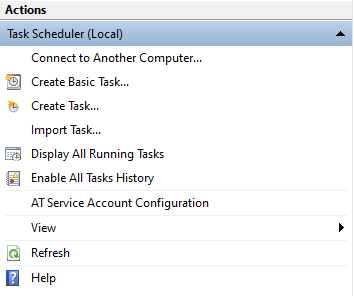 Actions
Task Scheduler (Local)
Connect to Another Computer...
Create Basic Task...
Create Task...
Import Task...
Display All Running Tasks
Enable All Tasks History
AT Service Account Configuration
View
Refresh
Help